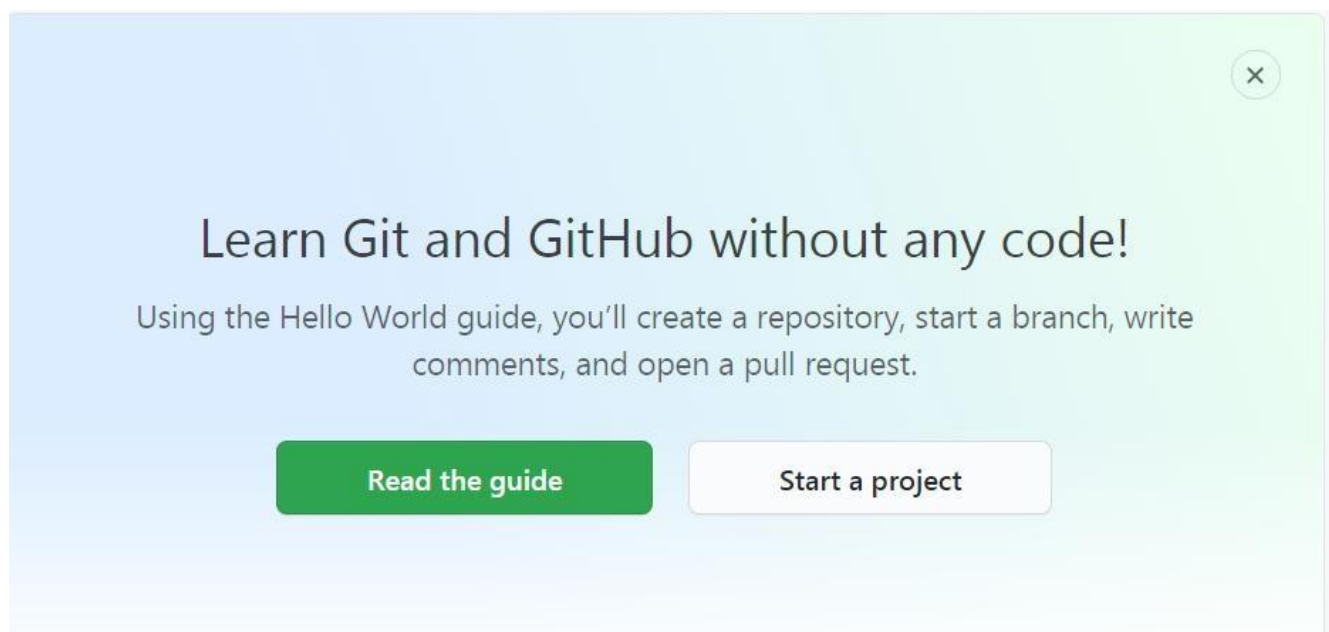 Learn Git and GitHub without any code!
Using the Hello World guide, you’ll create a repository, start a branch, write
comments, and open a pull request.
Read the guide
Start a project